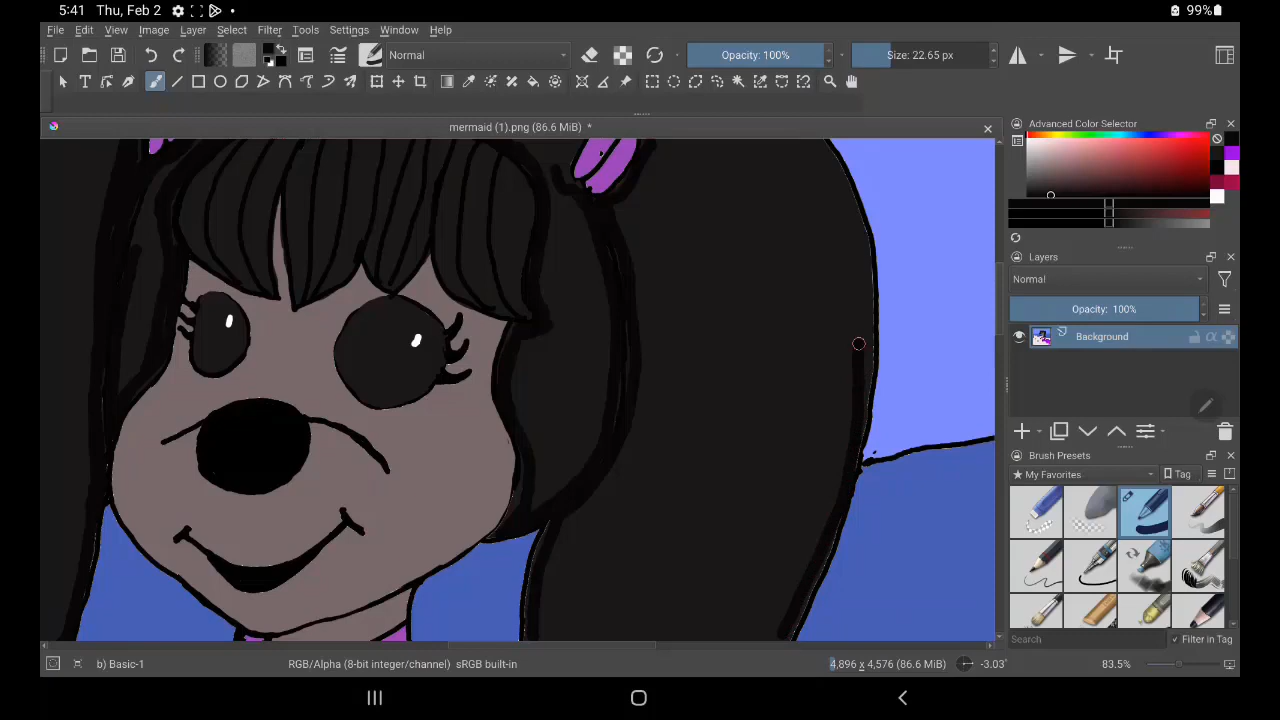 5:41 Thu, Feb 2
99%
File Edit View Image Layer Select Filter Tools Settings Window Help
Normal
Opacity: 100%
Size: 22.65 px
mermaid (1).png (86.6 MiB) *
Advanced Color Selector
Layers
Normal
Opacity: 100%
Background
Brush Presets
★ My Favorites
Tag
Search
✓ Filter in Tag
b) Basic-1
RGB/Alpha (8-bit integer/channel) sRGB built-in
4,896 x 4,576 (86.6 MiB)
-3.03°
83.5%